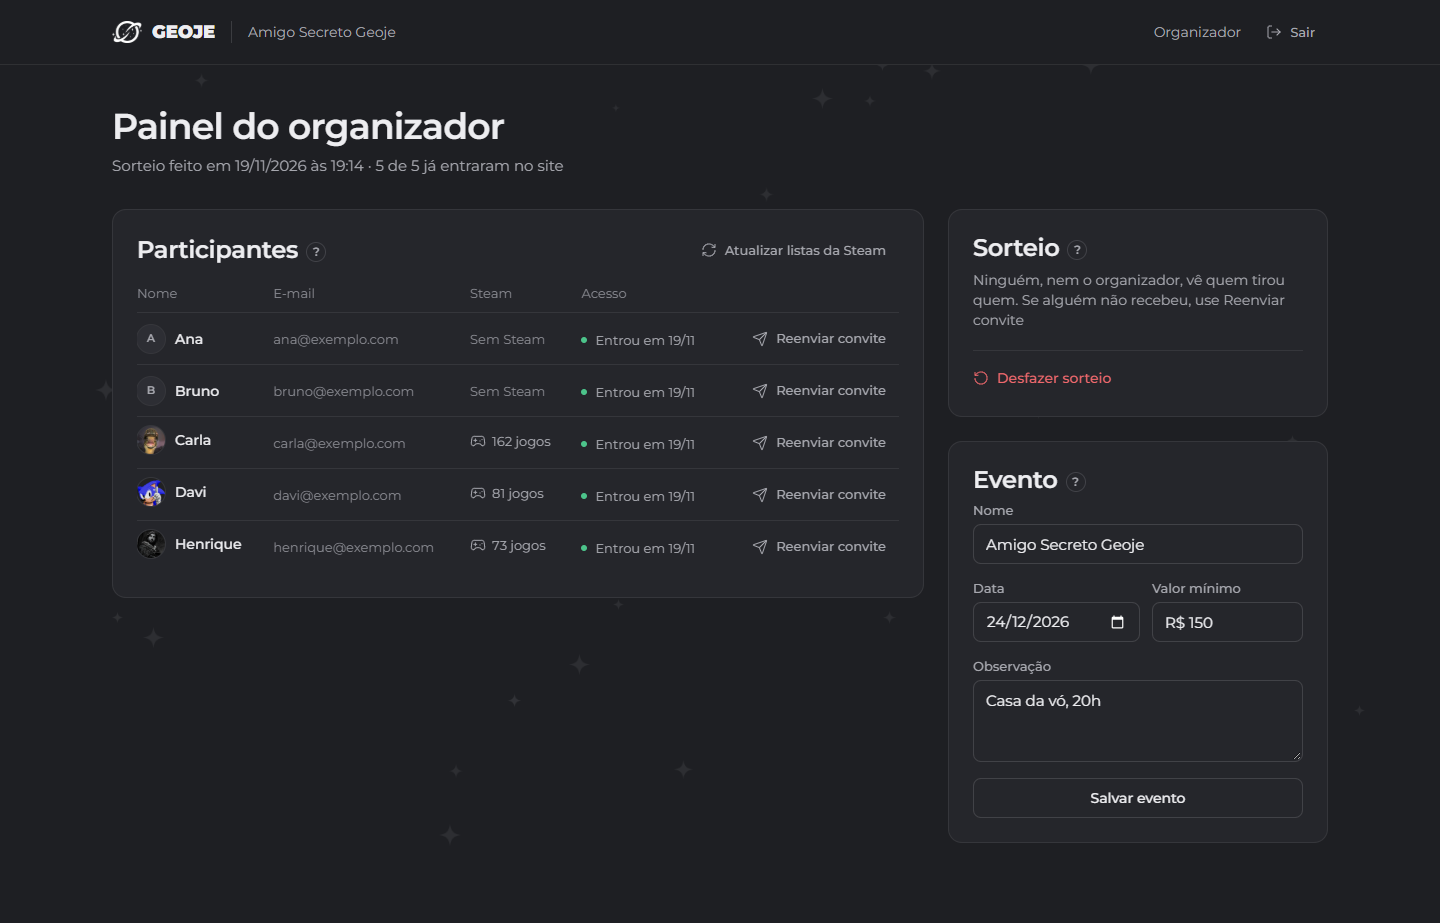 GEOJE
Amigo Secreto Geoje
Organizador
Sair
Painel do organizador
Sorteio feito em 19/11/2026 às 19:14 · 5 de 5 já entraram no site
Participantes ?
Atualizar listas da Steam
Nome E-mail Steam Acesso
A Ana ana@exemplo.com Sem Steam Entrou em 19/11 Reenviar convite
B Bruno bruno@exemplo.com Sem Steam Entrou em 19/11 Reenviar convite
Carla carla@exemplo.com 162 jogos Entrou em 19/11 Reenviar convite
Davi davi@exemplo.com 81 jogos Entrou em 19/11 Reenviar convite
Henrique henrique@exemplo.com 73 jogos Entrou em 19/11 Reenviar convite
Sorteio ?
Ninguém, nem o organizador, vê quem tirou
quem. Se alguém não recebeu, use Reenviar
convite
Desfazer sorteio
Evento ?
Nome
Amigo Secreto Geoje
Data Valor mínimo
24/12/2026 R$ 150
Observação
Casa da vó, 20h
Salvar evento